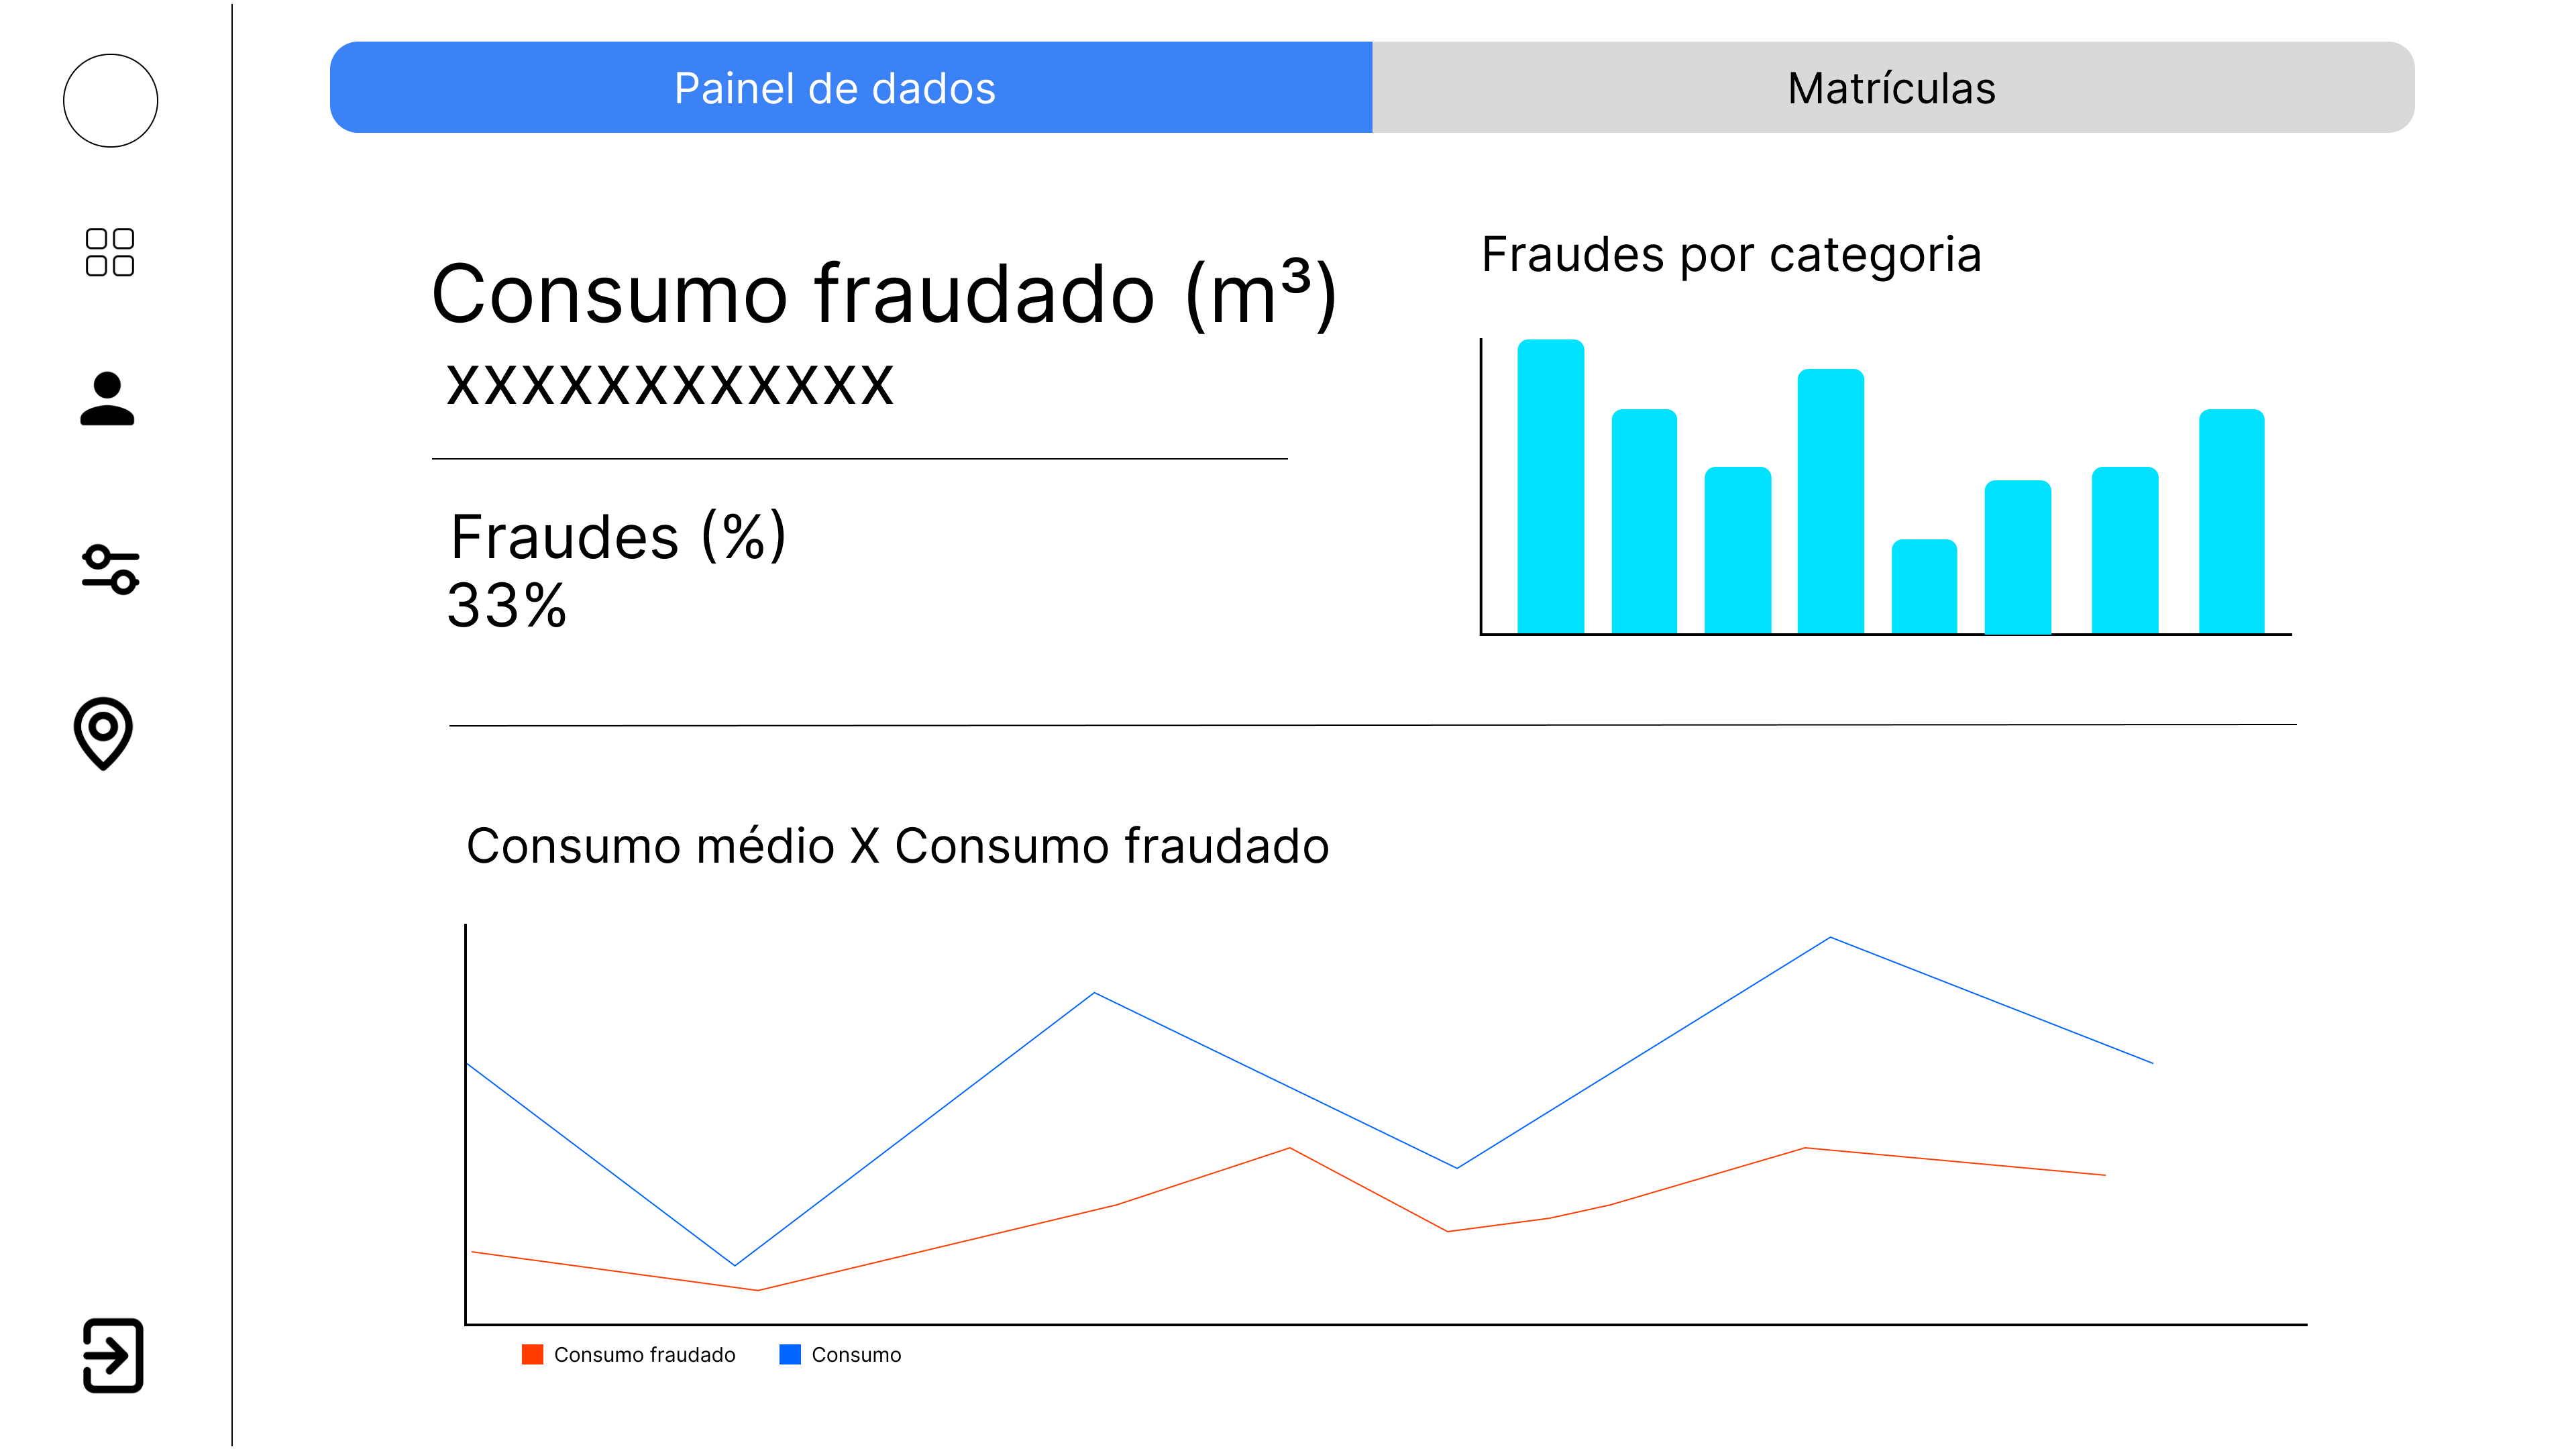 Painel de dados
Matrículas
Consumo fraudado (m³)
xxxxxxxxxxxx
Fraudes (%)
33%
Fraudes por categoria
Consumo médio X Consumo fraudado
Consumo fraudado
Consumo